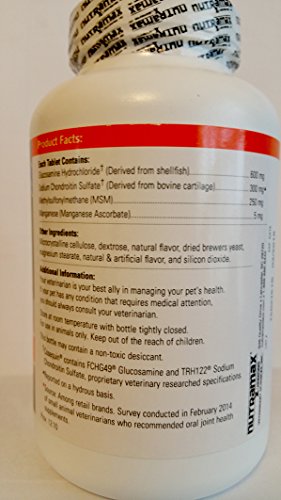 NUTRAMAX
Product Facts:
Each Tablet Contains:
Glucosamine Hydrochloride† (Derived from shellfish) 600 mg
Sodium Chondroitin Sulfate† (Derived from bovine cartilage) 300 mg
Methylsulfonylmethane (MSM) 250 mg
Manganese (Manganese Ascorbate) 5 mg
Other Ingredients:
Microcrystalline cellulose, dextrose, natural flavor, dried brewers yeast,
magnesium stearate, natural & artificial flavor, and silicon dioxide.
Additional Information:
Your veterinarian is your best ally in managing your pet's health.
If your pet has any condition that requires medical attention,
you should always consult your veterinarian.
Store at room temperature with bottle tightly closed.
For use in animals only. Keep out of the reach of children.
This bottle may contain a non-toxic desiccant.
Cosequin® contains FCHG49® Glucosamine and TRH122® Sodium
Chondroitin Sulfate, proprietary veterinary researched specifications
Reported on a hydrous basis.
Source: Among retail brands. Survey conducted in February 2014
of small animal veterinarians who recommended oral joint health
NUTRAMAX